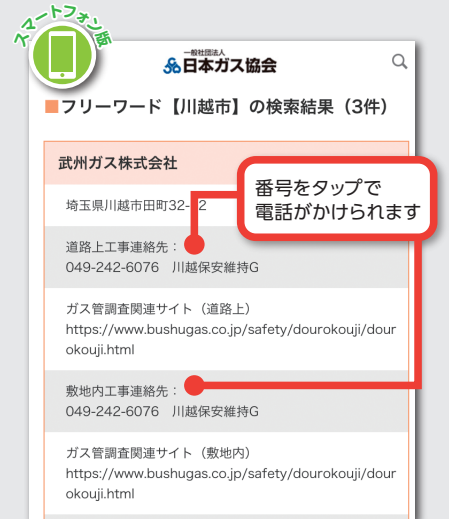 スマートフォン版
一般社団法人
日本ガス協会
■フリーワード【川越市】の検索結果（3件）
武州ガス株式会社
番号をタップで
電話がかけられます
埼玉県川越市田町32-
2
道路上工事連絡先：
049-242-6076 川越保安維持G
ガス管調査関連サイト（道路上）
https://www.bushugas.co.jp/safety/dourokouji/dour
okouji.html
敷地内工事連絡先：
049-242-6076 川越保安維持G
ガス管調査関連サイト（敷地内）
https://www.bushugas.co.jp/safety/dourokouji/dour
okouji.html